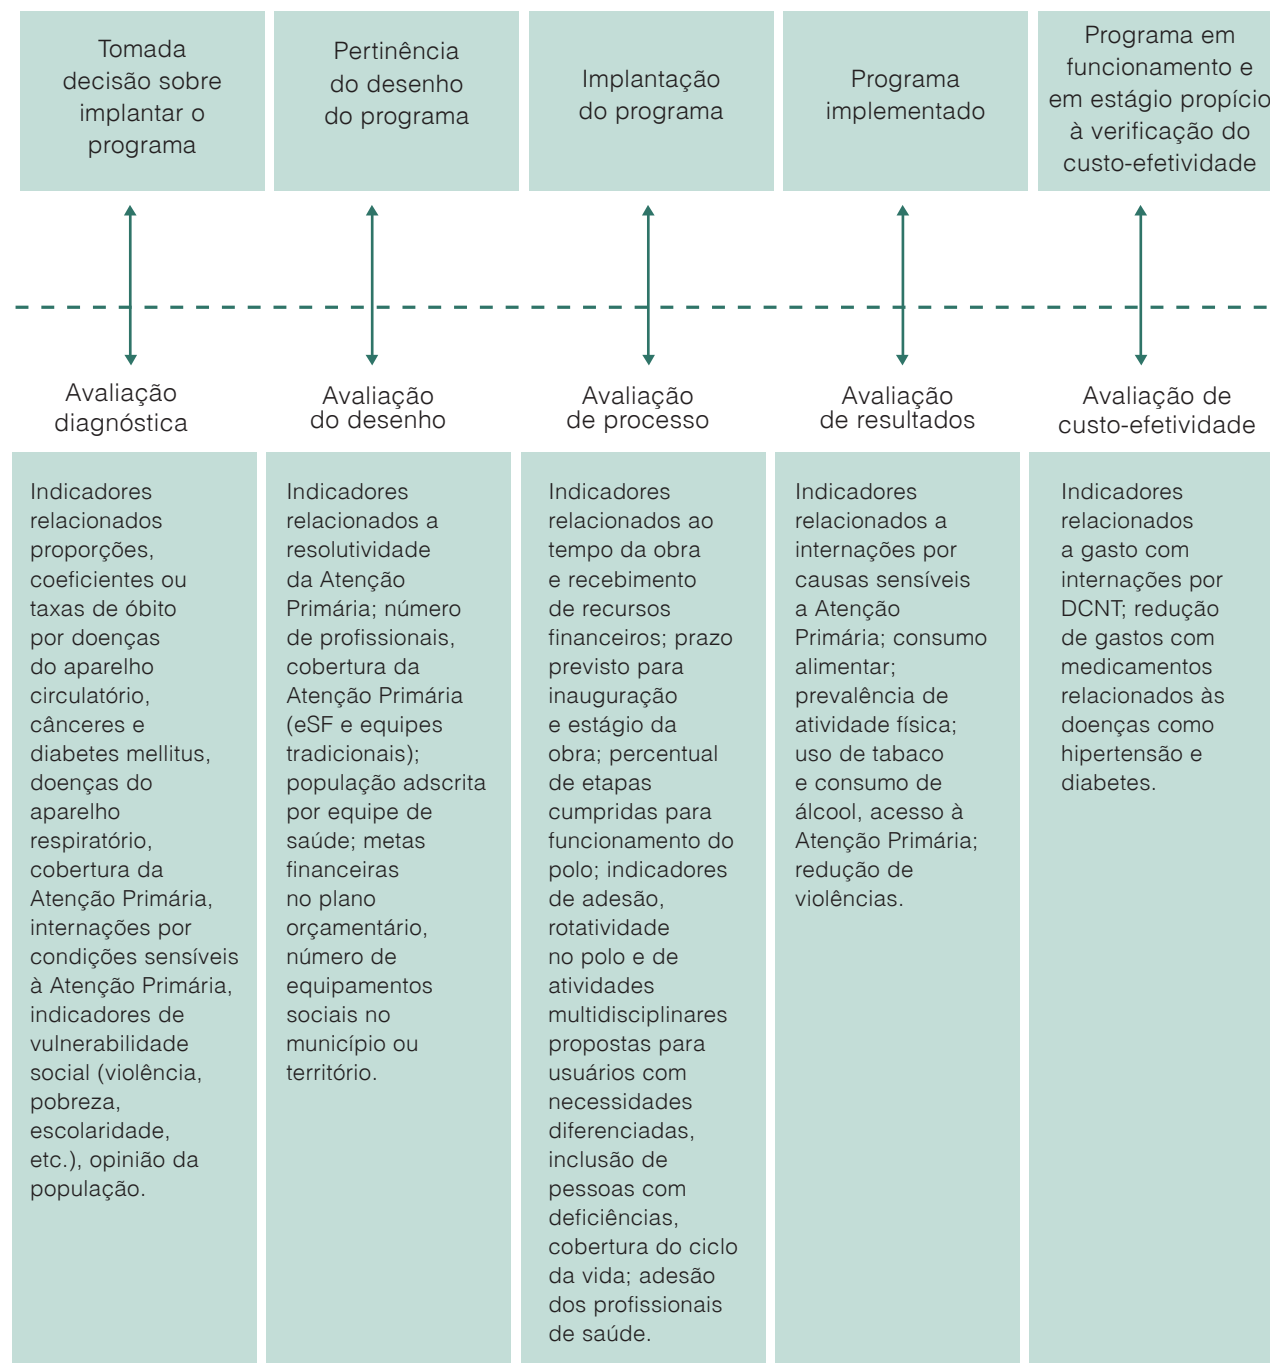 Tomada
decisão sobre
implantar o
programa
Pertinência
do desenho
do programa
Implantação
do programa
Programa
implementado
Programa em
funcionamento e
em estágio propício
à verificação do
custo-efetividade
Avaliação
diagnóstica
Avaliação
do desenho
Avaliação
de processo
Avaliação
de resultados
Avaliação de
custo-efetividade
Indicadores
relacionados
proporções,
coeficientes ou
taxas de óbito
por doenças
do aparelho
circulatório,
cânceres e
diabetes mellitus,
doenças do
aparelho
respiratório,
cobertura da
Atenção Primária,
internações por
condições sensíveis
à Atenção Primária,
indicadores de
vulnerabilidade
social (violência,
pobreza,
escolaridade,
etc.), opinião da
população.
Indicadores
relacionados a
resolutividade
da Atenção
Primária; número
de profissionais,
cobertura da
Atenção Primária
(eSF e equipes
tradicionais);
população adscrita
por equipe de
saúde; metas
financeiras
no plano
orçamentário,
número de
equipamentos
sociais no
município ou
território.
Indicadores
relacionados ao
tempo da obra
e recebimento
de recursos
financeiros; prazo
previsto para
inauguração
e estágio da
obra; percentual
de etapas
cumpridas para
funcionamento do
polo; indicadores
de adesão,
rotatividade
no polo e de
atividades
multidisciplinares
propostas para
usuários com
necessidades
diferenciadas,
inclusão de
pessoas com
deficiências,
cobertura do ciclo
da vida; adesão
dos profissionais
de saúde.
Indicadores
relacionados a
internações por
causas sensíveis
a Atenção
Primária; consumo
alimentar;
prevalência de
atividade física;
uso de tabaco
e consumo de
álcool, acesso à
Atenção Primária;
redução de
violências.
Indicadores
relacionados
a gasto com
internações por
DCNT; redução
de gastos com
medicamentos
relacionados às
doenças como
hipertensão e
diabetes.